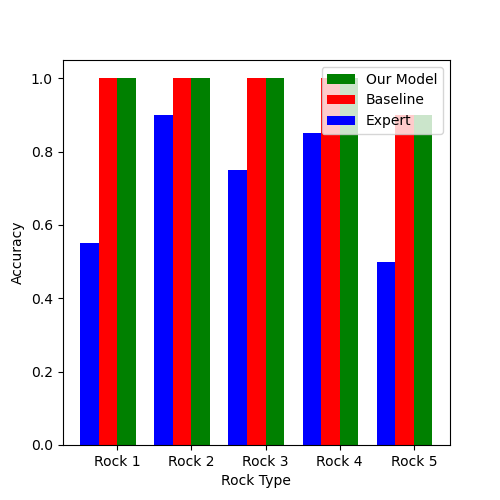 Our Model
Baseline
Expert
1.0
0.8
0.6
0.4
0.2
0.0
Accuracy
Rock 1 Rock 2 Rock 3 Rock 4 Rock 5
Rock Type